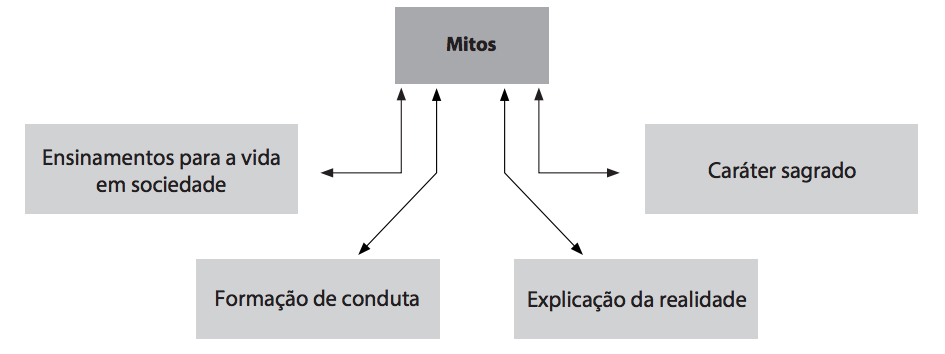 Mitos
Ensinamentos para a vida
em sociedade
Caráter sagrado
Formação de conduta
Explicação da realidade